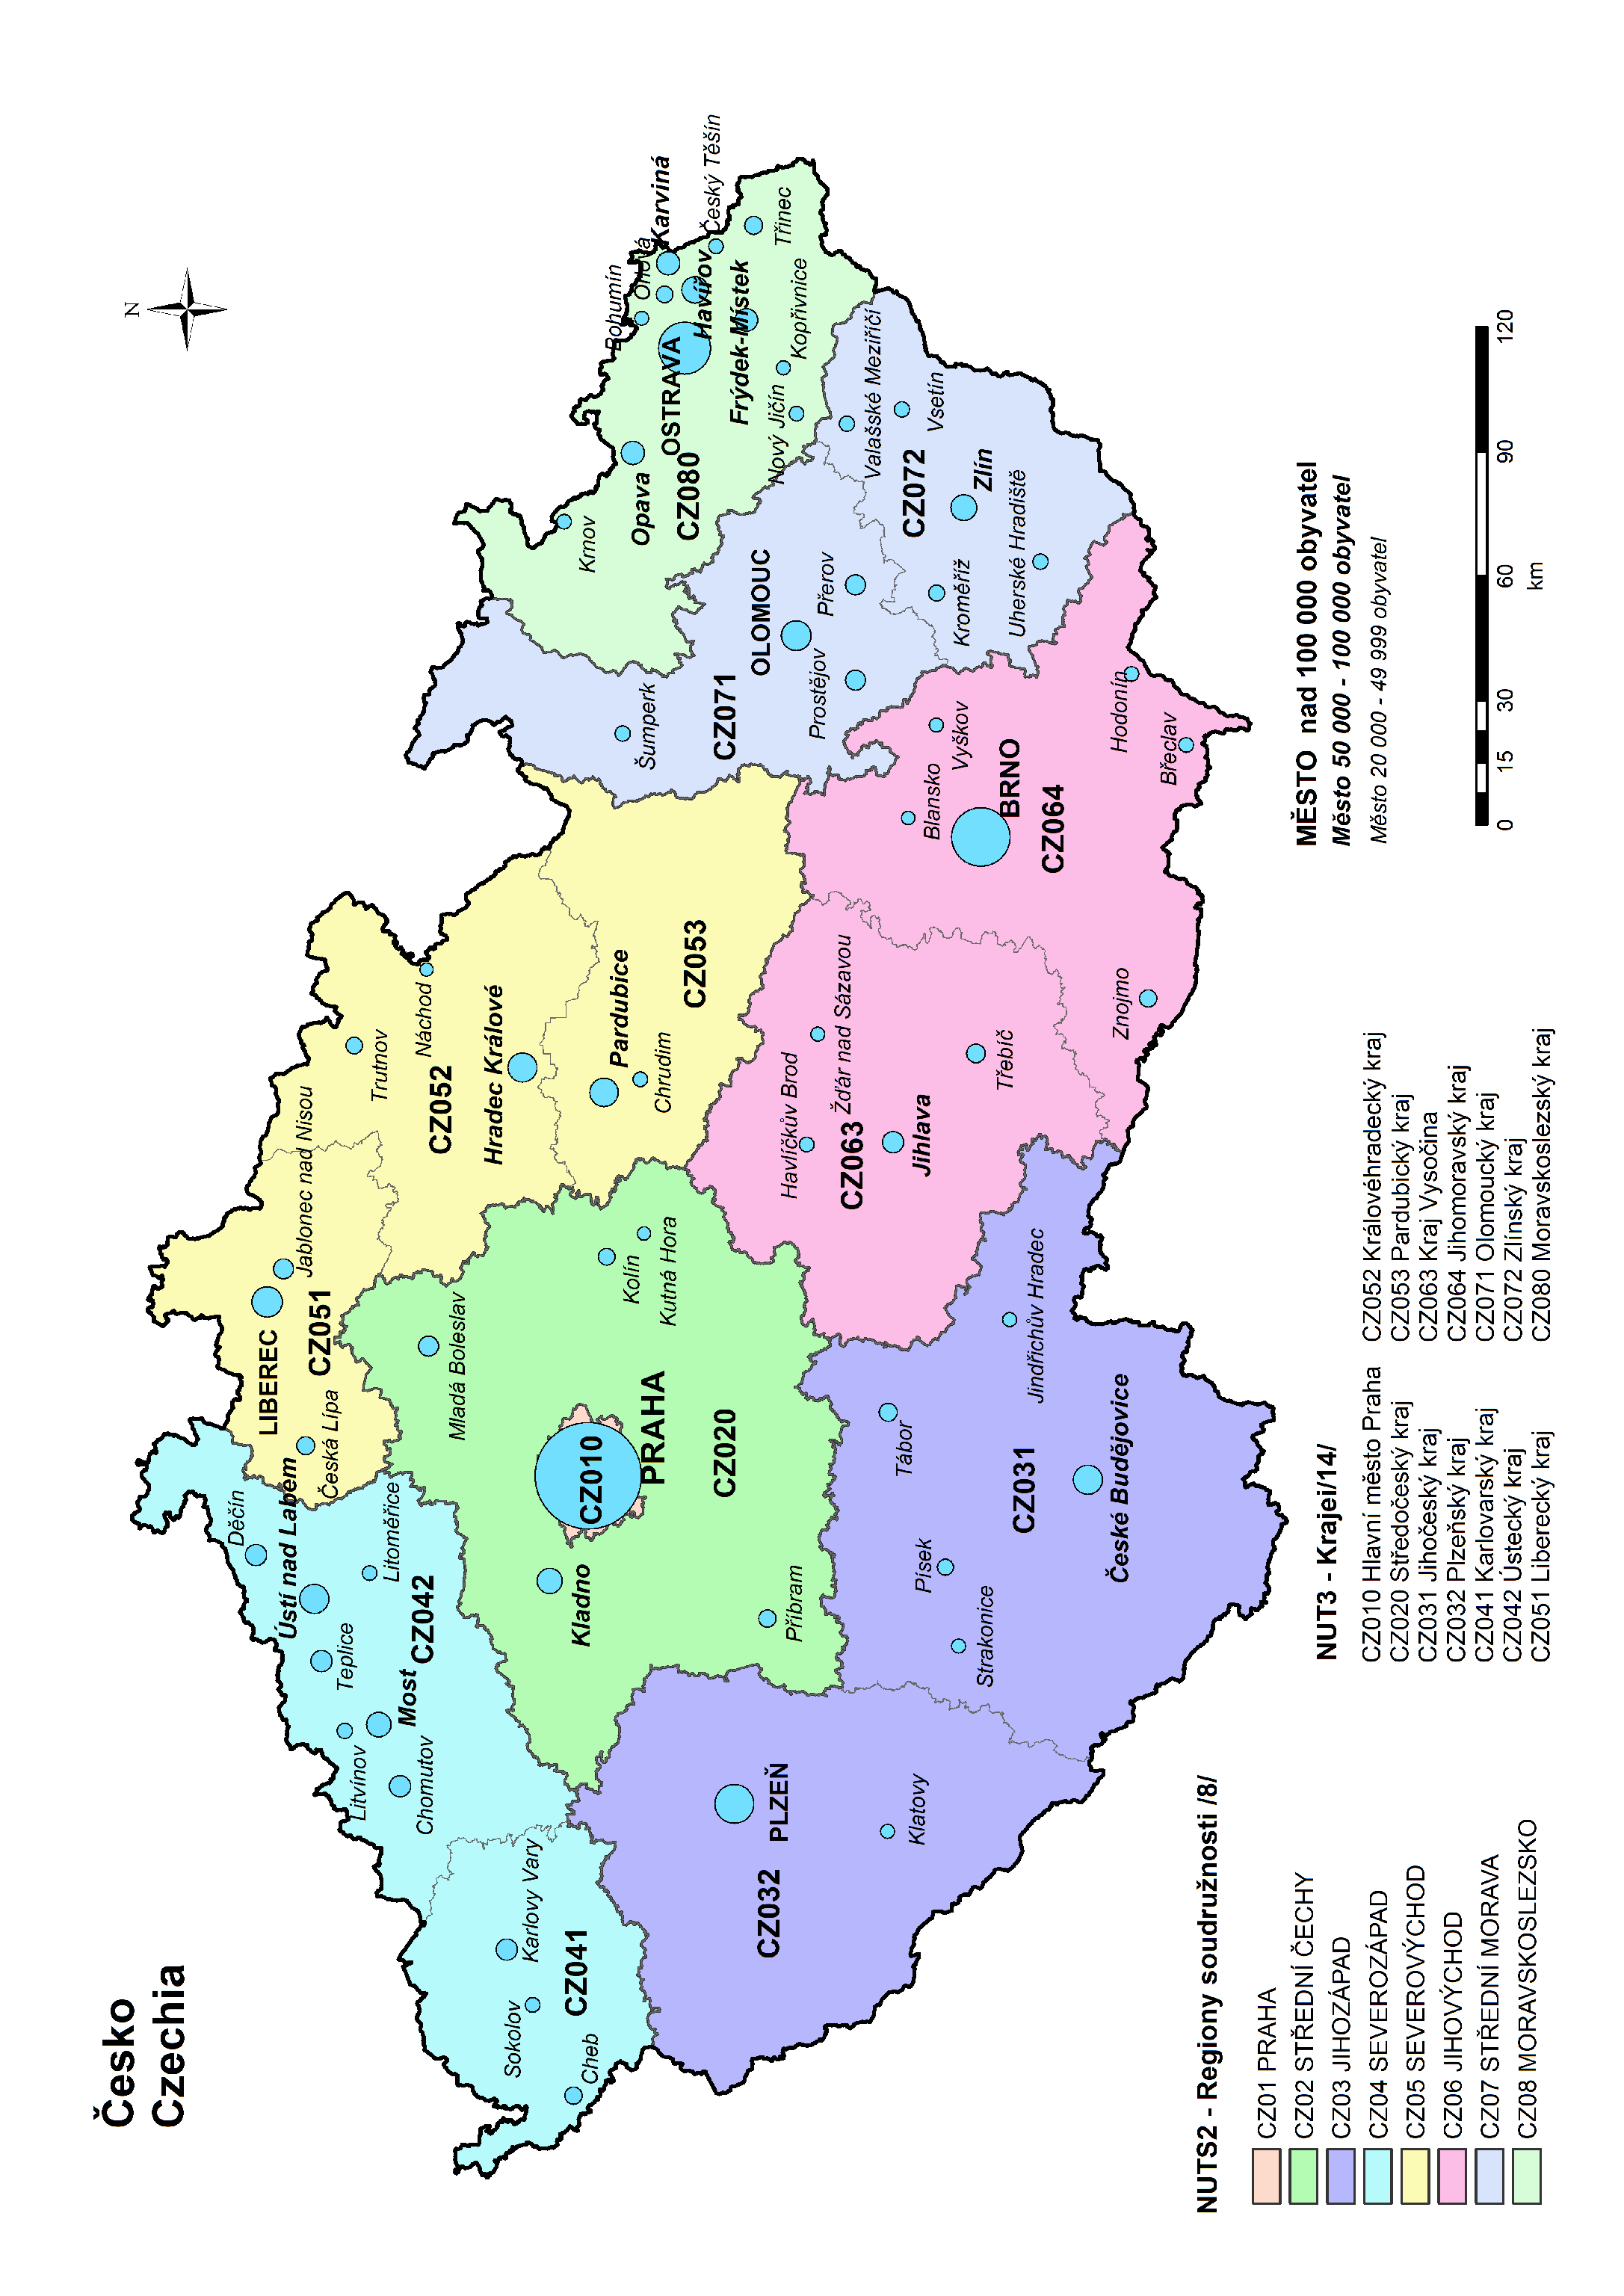 Česko
Czechia
N
Děčín
Ústí nad Labem
Teplice
Litoměřice
Litvínov
Most
Chomutov
CZ042
LIBEREC
Jablonec nad Nisou
CZ051
Česká Lípa
Trutnov
Náchod
CZ052
Hradec Králové
Pardubice
Chrudim
CZ053
Karlovy Vary
Sokolov
CZ041
Cheb
Mladá Boleslav
CZ010
PRAHA
Kladno
Kolín
Kutná Hora
CZ020
Příbram
CZ032
PLZEŇ
Klatovy
Tábor
Písek
Strakonice
CZ031
Jindřichův Hradec
České Budějovice
Havlíčkův Brod
Žďár nad Sázavou
CZ063
Jihlava
Třebíč
Znojmo
Blansko
Vyškov
BRNO
CZ064
Hodonín
Břeclav
Šumperk
CZ071
OLOMOUC
Prostějov
Přerov
Krnov
Opava
CZ080
OSTRAVA
Bohumín
Orlová
Karviná
Havířov
Český Těšín
Frýdek-Místek
Třinec
Kopřivnice
Nový Jičín
Valašské Meziříčí
Vsetín
CZ072
Zlín
Kroměříž
Uherské Hradiště
NUTS2 - Regiony soudružnosti /8/
CZ01 PRAHA
CZ02 STŘEDNÍ ČECHY
CZ03 JIHOZÁPAD
CZ04 SEVEROZÁPAD
CZ05 SEVEROVÝCHOD
CZ06 JIHOVÝCHOD
CZ07 STŘEDNÍ MORAVA
CZ08 MORAVSKOSLEZSKO
NUT3 - Krajei/14/
CZ010 Hlavní město Praha
CZ020 Středočeský kraj
CZ031 Jihočeský kraj
CZ032 Plzeňský kraj
CZ041 Karlovarský kraj
CZ042 Ústecký kraj
CZ051 Liberecký kraj
CZ052 Královéhradecký kraj
CZ053 Pardubický kraj
CZ063 Kraj Vysočina
CZ064 Jihomoravský kraj
CZ071 Olomoucký kraj
CZ072 Zlínský kraj
CZ080 Moravskoslezský kraj
MĚSTO nad 100 000 obyvatel
Město 50 000 - 100 000 obyvatel
Město 20 000 - 49 999 obyvatel
0 15 30 60 90 120
km